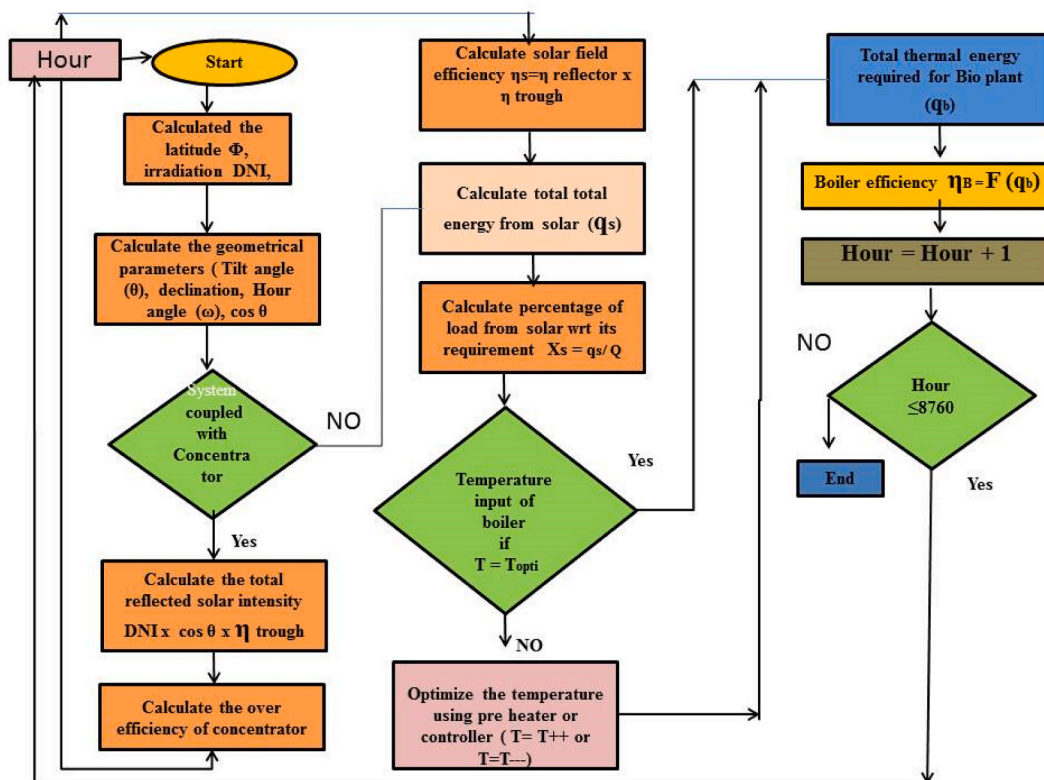 Hour
Start
Calculated the
latitude Φ,
irradiation DNI,
Calculate the geometrical
parameters ( Tilt angle
(θ), declination, Hour
angle (ω), cos θ
System
coupled
with
Concentra
tor
NO
Yes
Calculate the total
reflected solar intensity
DNI x cos θ x η trough
Calculate the over
efficiency of concentrator
Calculate solar field
efficiency ηs=η reflector x
η trough
Calculate total total
energy from solar (qs)
Calculate percentage of
load from solar wrt its
requirement Xs = qs/ Q
Temperature
input of
boiler
if
T = Topti
Yes
NO
Optimize the temperature
using pre heater or
controller ( T= T++ or
T=T---)
Total thermal energy
required for Bio plant
(qb)
Boiler efficiency ηB = F (qb)
Hour = Hour + 1
NO
Hour
≤8760
End
Yes